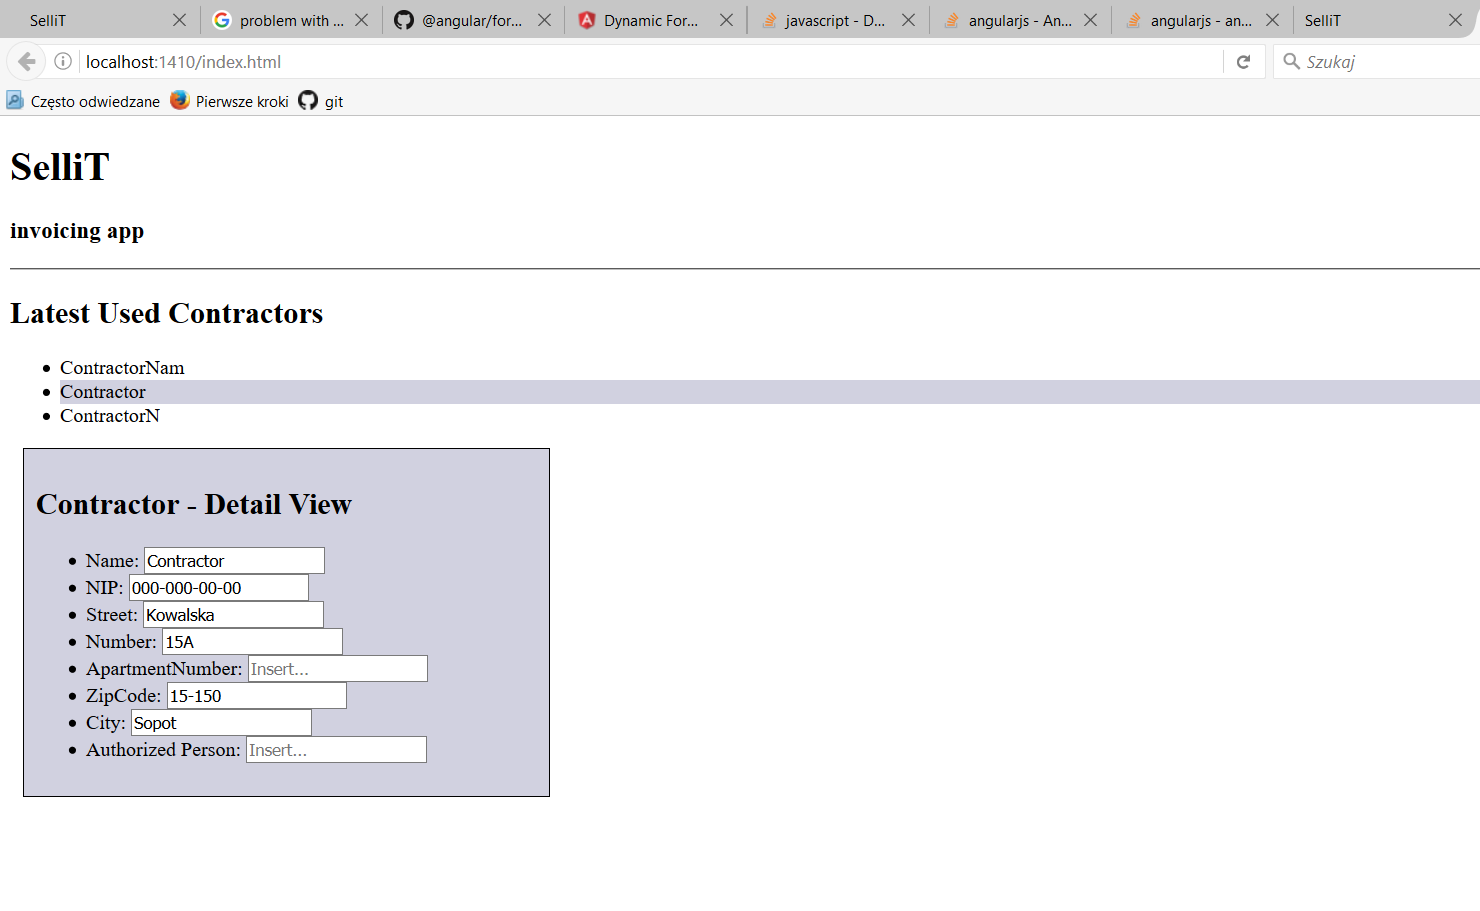 SelliT
problem with ...
@angular/for...
Dynamic For...
javascript - D...
angularjs - An...
angularjs - an...
SelliT
localhost:1410/index.html
Szukaj
Często odwiedzane
Pierwsze kroki
git
SelliT
invoicing app
Latest Used Contractors
ContractorNam
Contractor
ContractorN
Contractor - Detail View
Name: Contractor
NIP: 000-000-00-00
Street: Kowalska
Number: 15A
ApartmentNumber: Insert...
ZipCode: 15-150
City: Sopot
Authorized Person: Insert...